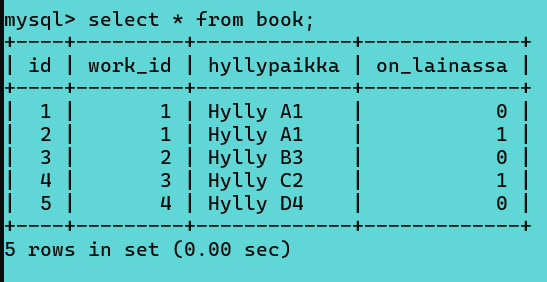 mysql> select * from book;
+----+---------+-------------+-------------+
| id | work_id | hyllypaikka | on_lainassa |
+----+---------+-------------+-------------+
|  1 |       1 | Hylly A1    |           0 |
|  2 |       1 | Hylly A1    |           1 |
|  3 |       2 | Hylly B3    |           0 |
|  4 |       3 | Hylly C2    |           1 |
|  5 |       4 | Hylly D4    |           0 |
+----+---------+-------------+-------------+
5 rows in set (0.00 sec)